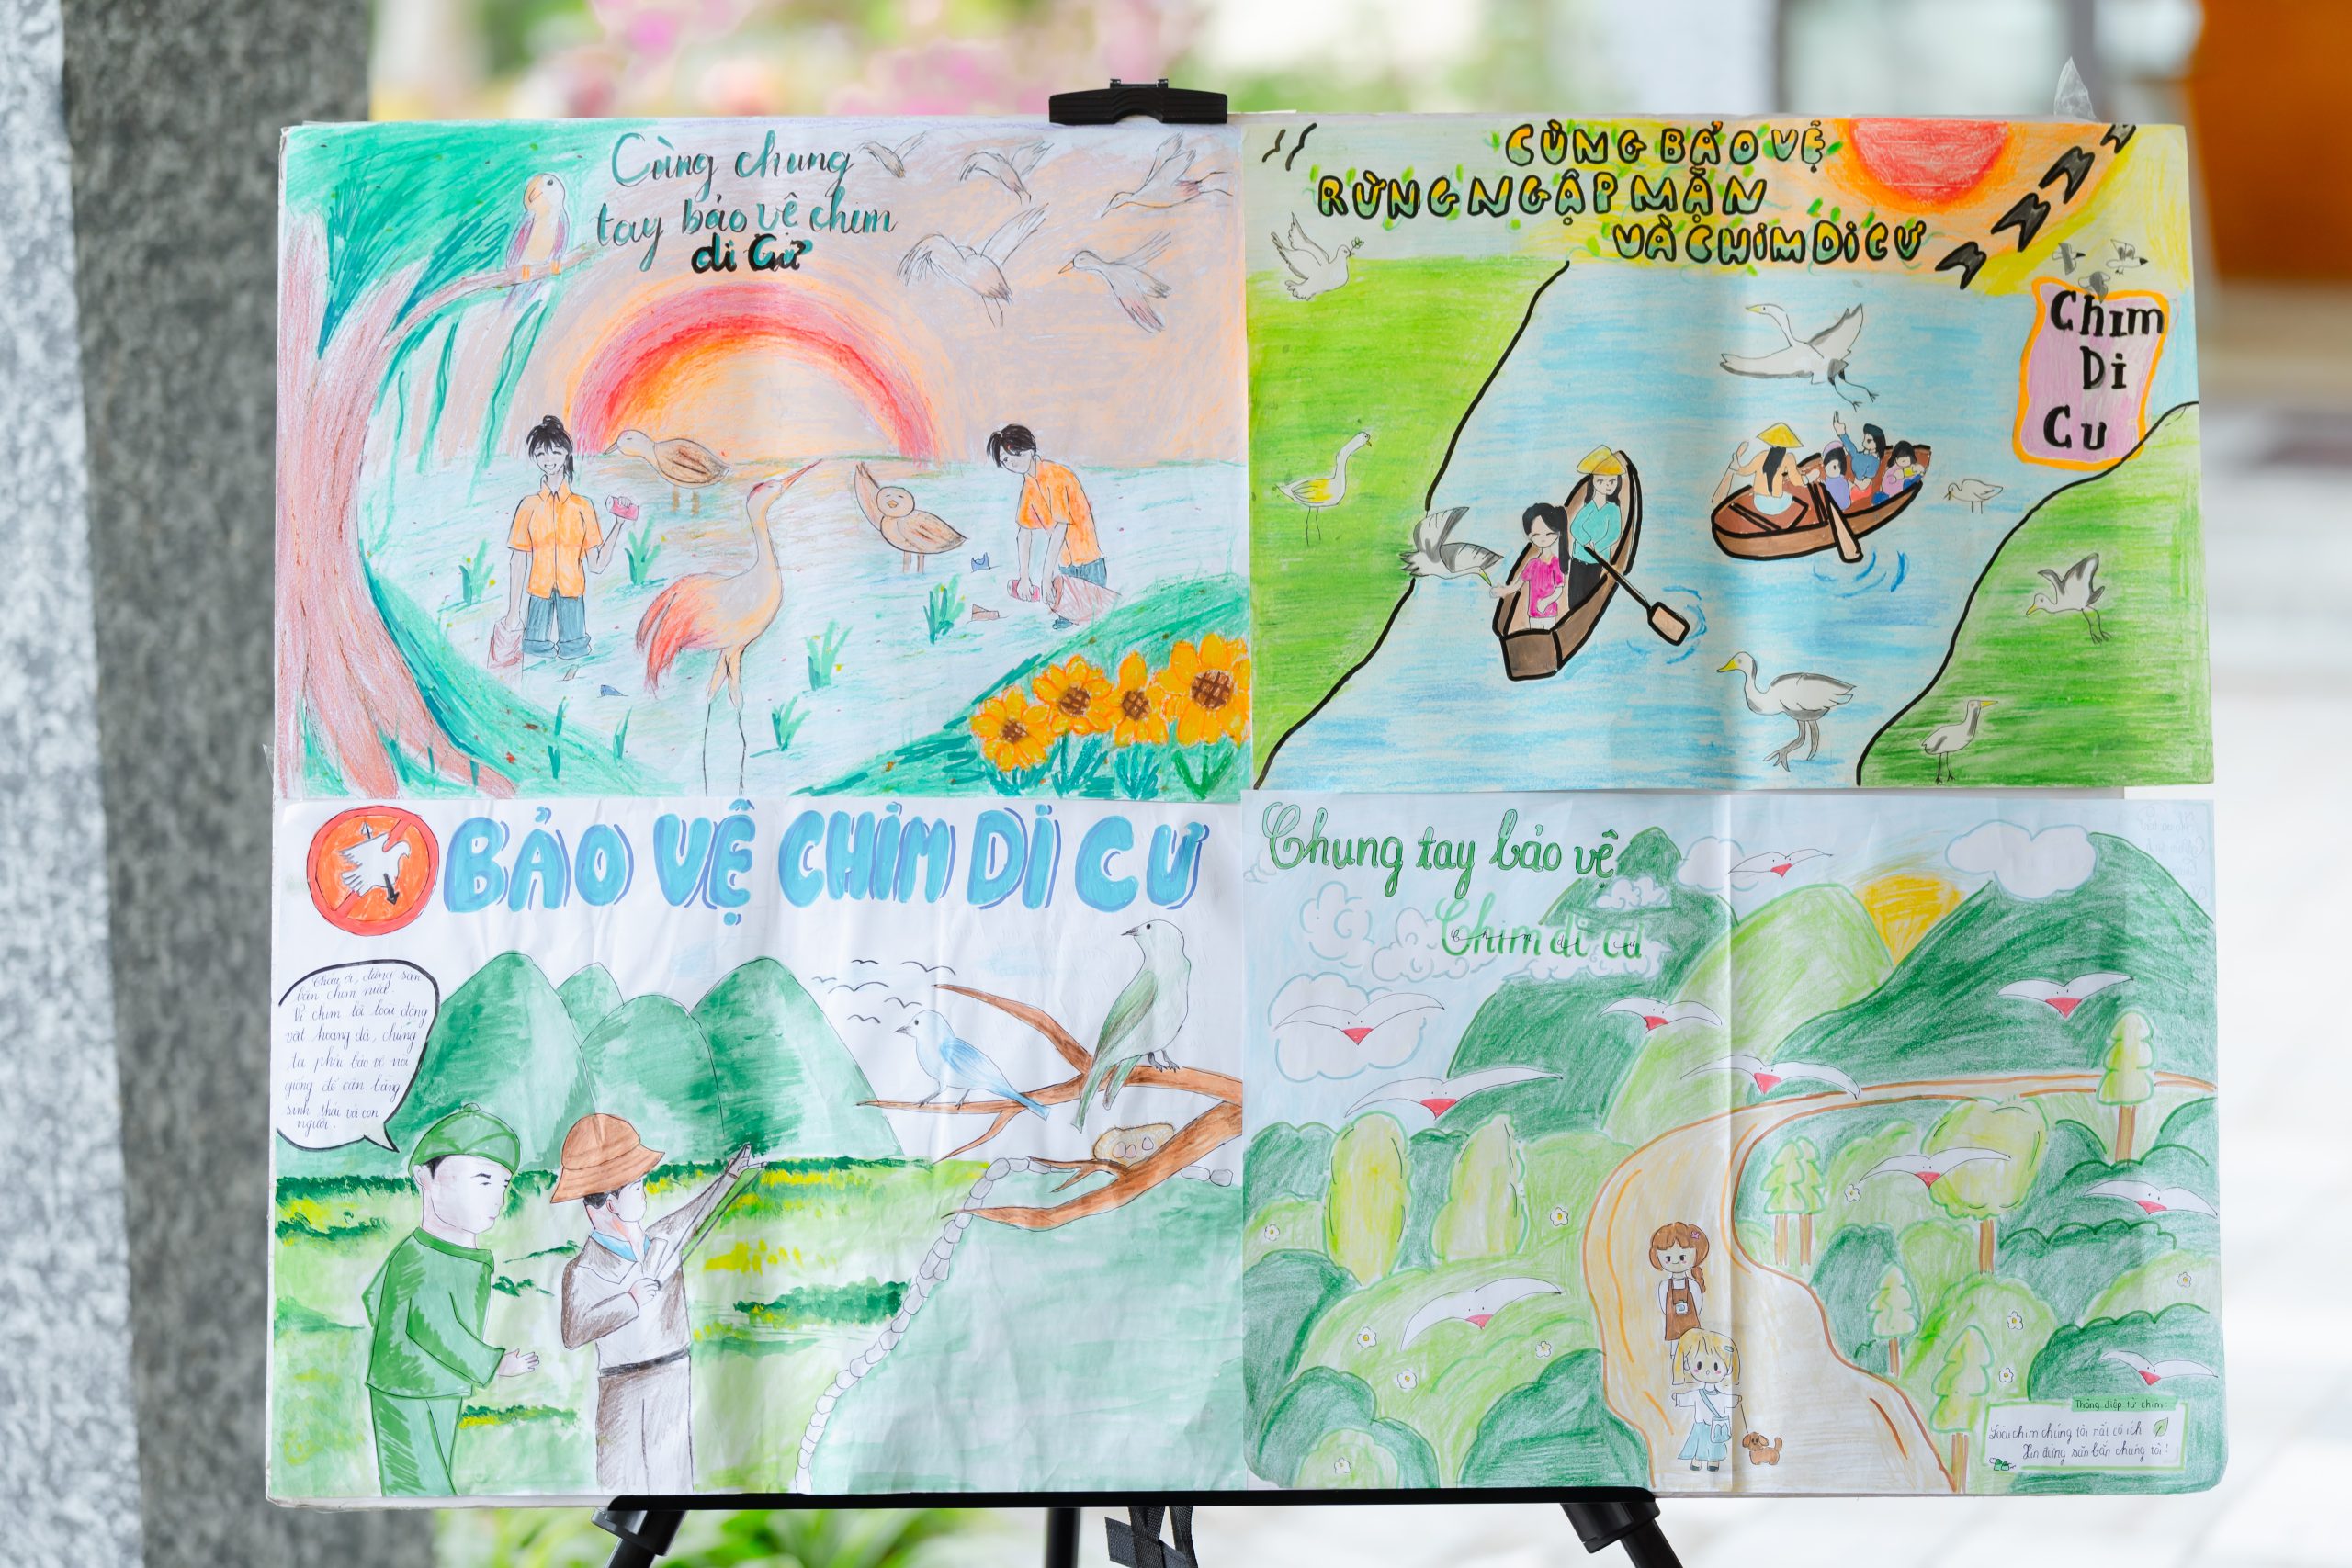 Cùng chung
tay bảo vệ chim
di Cư
CÙNG BẢO VỆ
RỪNG NGẬP MẶN
VÀ CHIM DI CƯ
Chim
Di
Cu
BẢO VỆ CHIM DI CƯ
Cháu ơi, đừng săn
bắn chim nữa.
Vì chim là loài động
vật hoang dã, chúng
ta phải bảo vệ nòi
giống để cân bằng
sinh thái và con
người.
Chung tay bảo vệ
Chim di cư
Thông điệp từ chim:
Loài chim chúng tôi rất có ích
Xin đừng săn bắn chúng tôi!